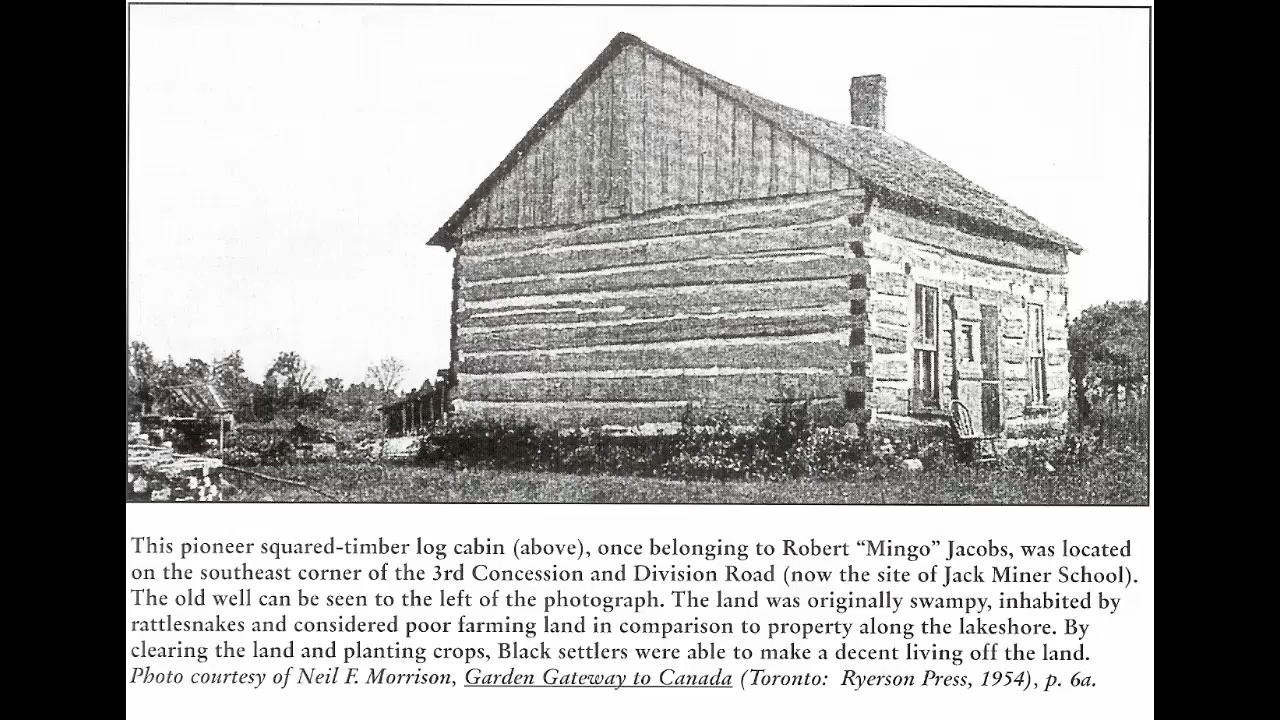 This pioneer squared-timber log cabin (above), once belonging to Robert “Mingo” Jacobs, was located
on the southeast corner of the 3rd Concession and Division Road (now the site of Jack Miner School).
The old well can be seen to the left of the photograph. The land was originally swampy, inhabited by
rattlesnakes and considered poor farming land in comparison to property along the lakeshore. By
clearing the land and planting crops, Black settlers were able to make a decent living off the land.
Photo courtesy of Neil F. Morrison, Garden Gateway to Canada (Toronto: Ryerson Press, 1954), p. 6a.